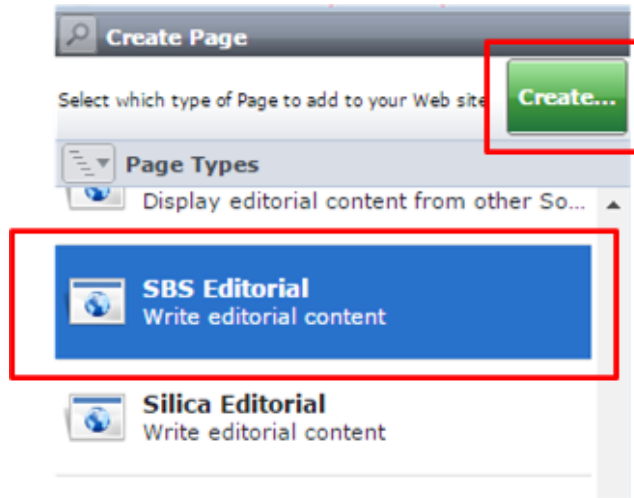 Create Page
Select which type of Page to add to your Web site
Create...
Page Types
Display editorial content from other So...
SBS Editorial
Write editorial content
Silica Editorial
Write editorial content